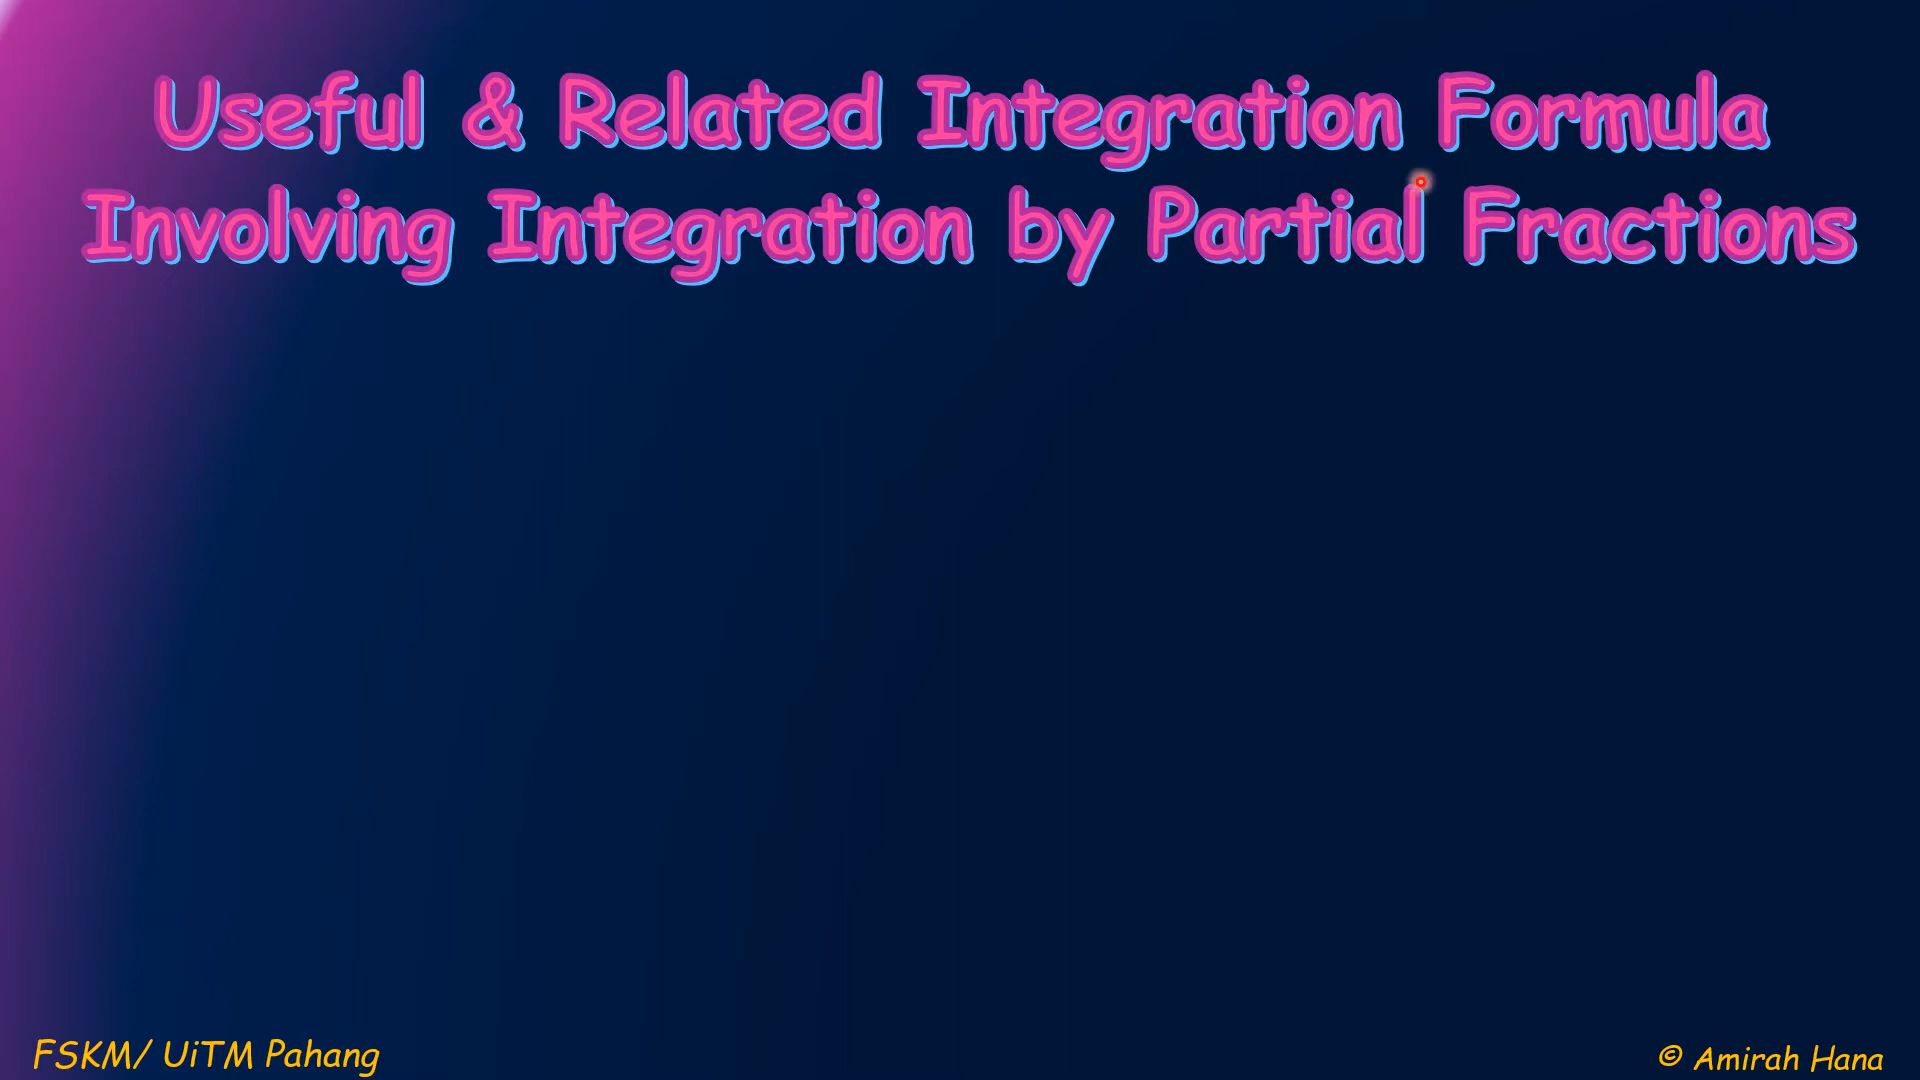 Useful & Related Integration Formula
Involving Integration by Partial Fractions
FSKM/ UiTM Pahang
© Amirah Hana